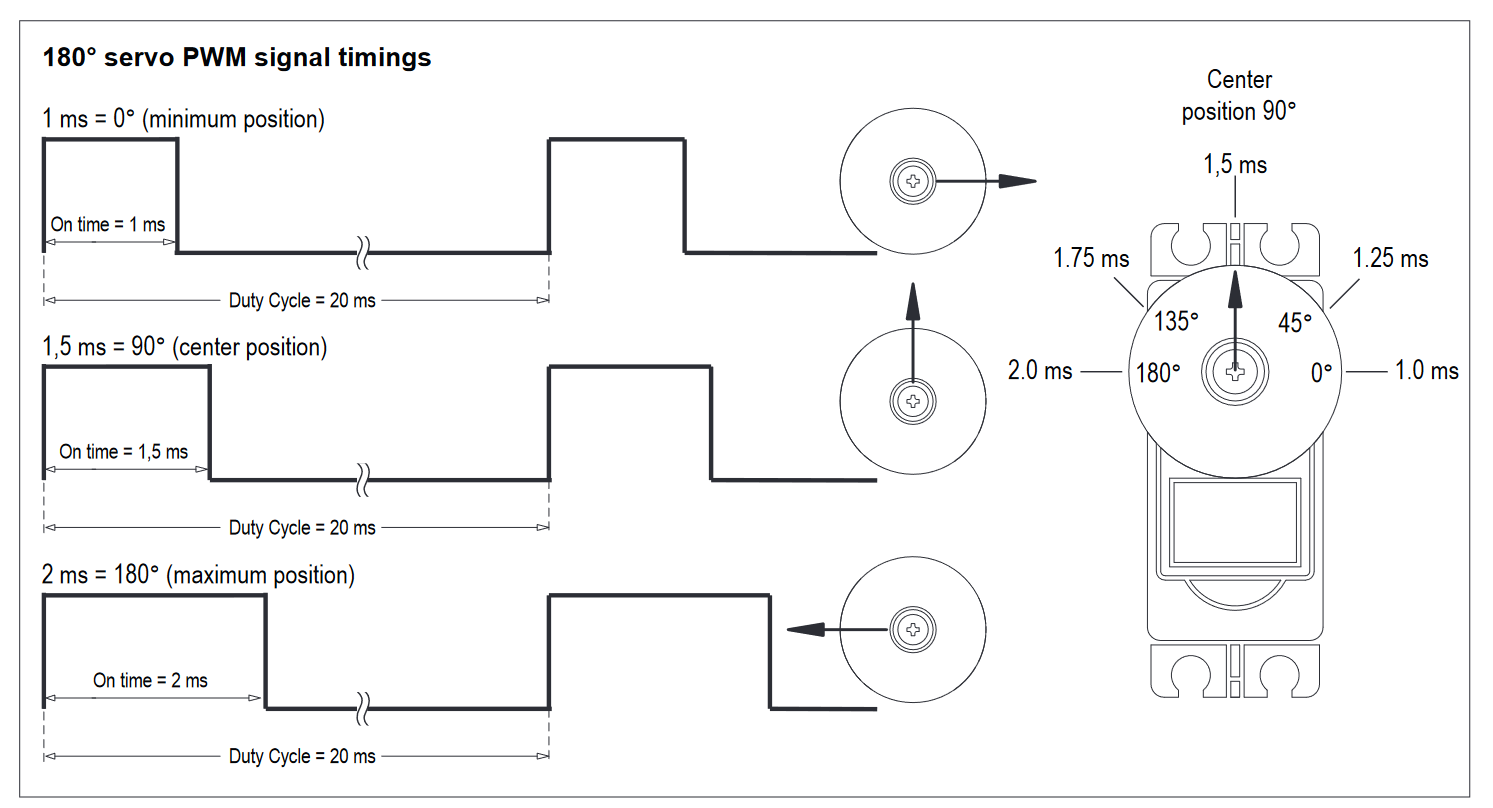 180° servo PWM signal timings
1 ms = 0° (minimum position)
On time = 1 ms
Duty Cycle = 20 ms
1,5 ms = 90° (center position)
On time = 1,5 ms
Duty Cycle = 20 ms
2 ms = 180° (maximum position)
On time = 2 ms
Duty Cycle = 20 ms
Center
position 90°
1,5 ms
1.75 ms
1.25 ms
135°
45°
2.0 ms
180°
0°
1.0 ms